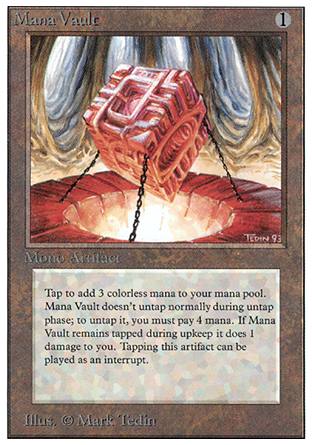 Mana Vault 1
TEDIN 93
Mono Artifact
Tap to add 3 colorless mana to your mana pool.
Mana Vault doesn't untap normally during untap
phase; to untap it, you must pay 4 mana. If Mana
Vault remains tapped during upkeep it does 1
damage to you. Tapping this artifact can be
played as an interrupt.
Illus. © Mark Tedin